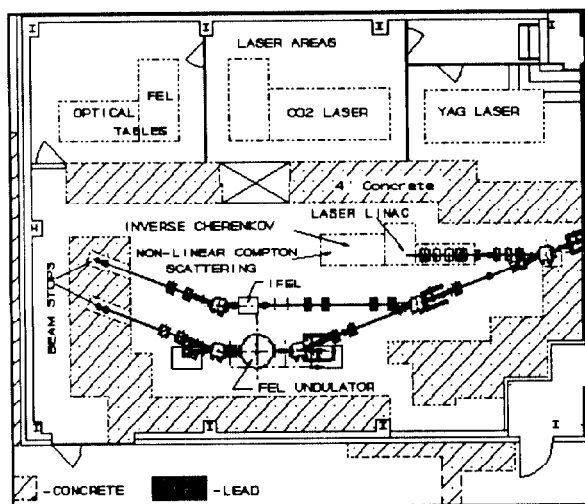 LASER AREAS
FEL
OPTICAL
TABLES
CO2 LASER
YAG LASER
4' Concrete
LASER LINAC
INVERSE CHERENKOV
NON-LINEAR COMPTON
SCATTERING
IFEL
BEAM STOPS
FEL UNDULATOR
-CONCRETE
-LEAD